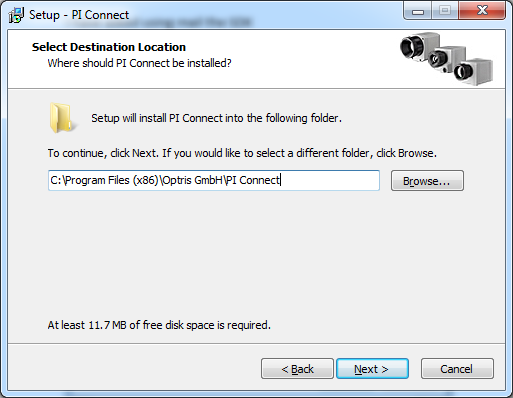 Setup - PI Connect
Select Destination Location
Where should PI Connect be installed?
Setup will install PI Connect into the following folder.
To continue, click Next. If you would like to select a different folder, click Browse.
C:\Program Files (x86)\Optris GmbH\PI Connect
Browse...
At least 11.7 MB of free disk space is required.
< Back
Next >
Cancel